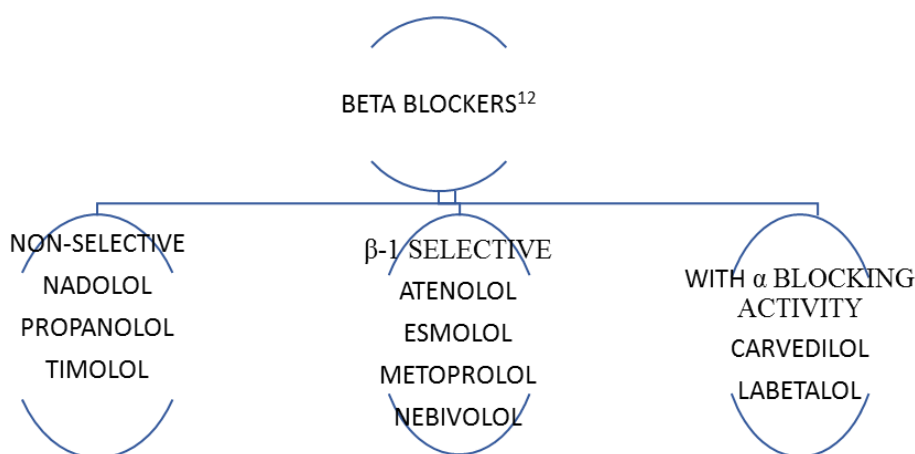 BETA BLOCKERS¹²
NON-SELECTIVE
NADOLOL
PROPANOLOL
TIMOLOL
β-1 SELECTIVE
ATENOLOL
ESMOLOL
METOPROLOL
NEBIVOLOL
WITH α BLOCKING
ACTIVITY
CARVEDILOL
LABETALOL